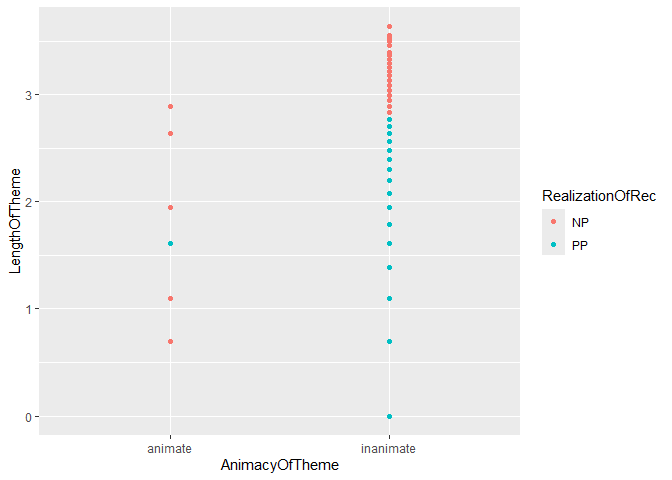 3
2
1
0
LengthOfTheme
animate
inanimate
AnimacyOfTheme
RealizationOfRec
NP
PP